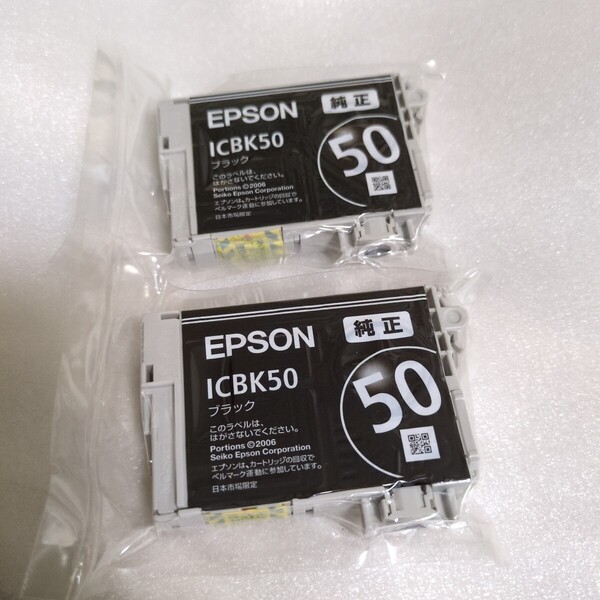 EPSON
純正
ICBK50
ブラック
50
このラベルは、
はがさないでください。
Portions ©2006
Seiko Epson Corporation
エプソンは、カートリッジの回収で
ベルマーク運動に参加しています。
日本市場限定
EPSON
純正
ICBK50
ブラック
50
このラベルは、
はがさないでください。
Portions ©2006
Seiko Epson Corporation
エプソンは、カートリッジの回収で
ベルマーク運動に参加しています。
日本市場限定